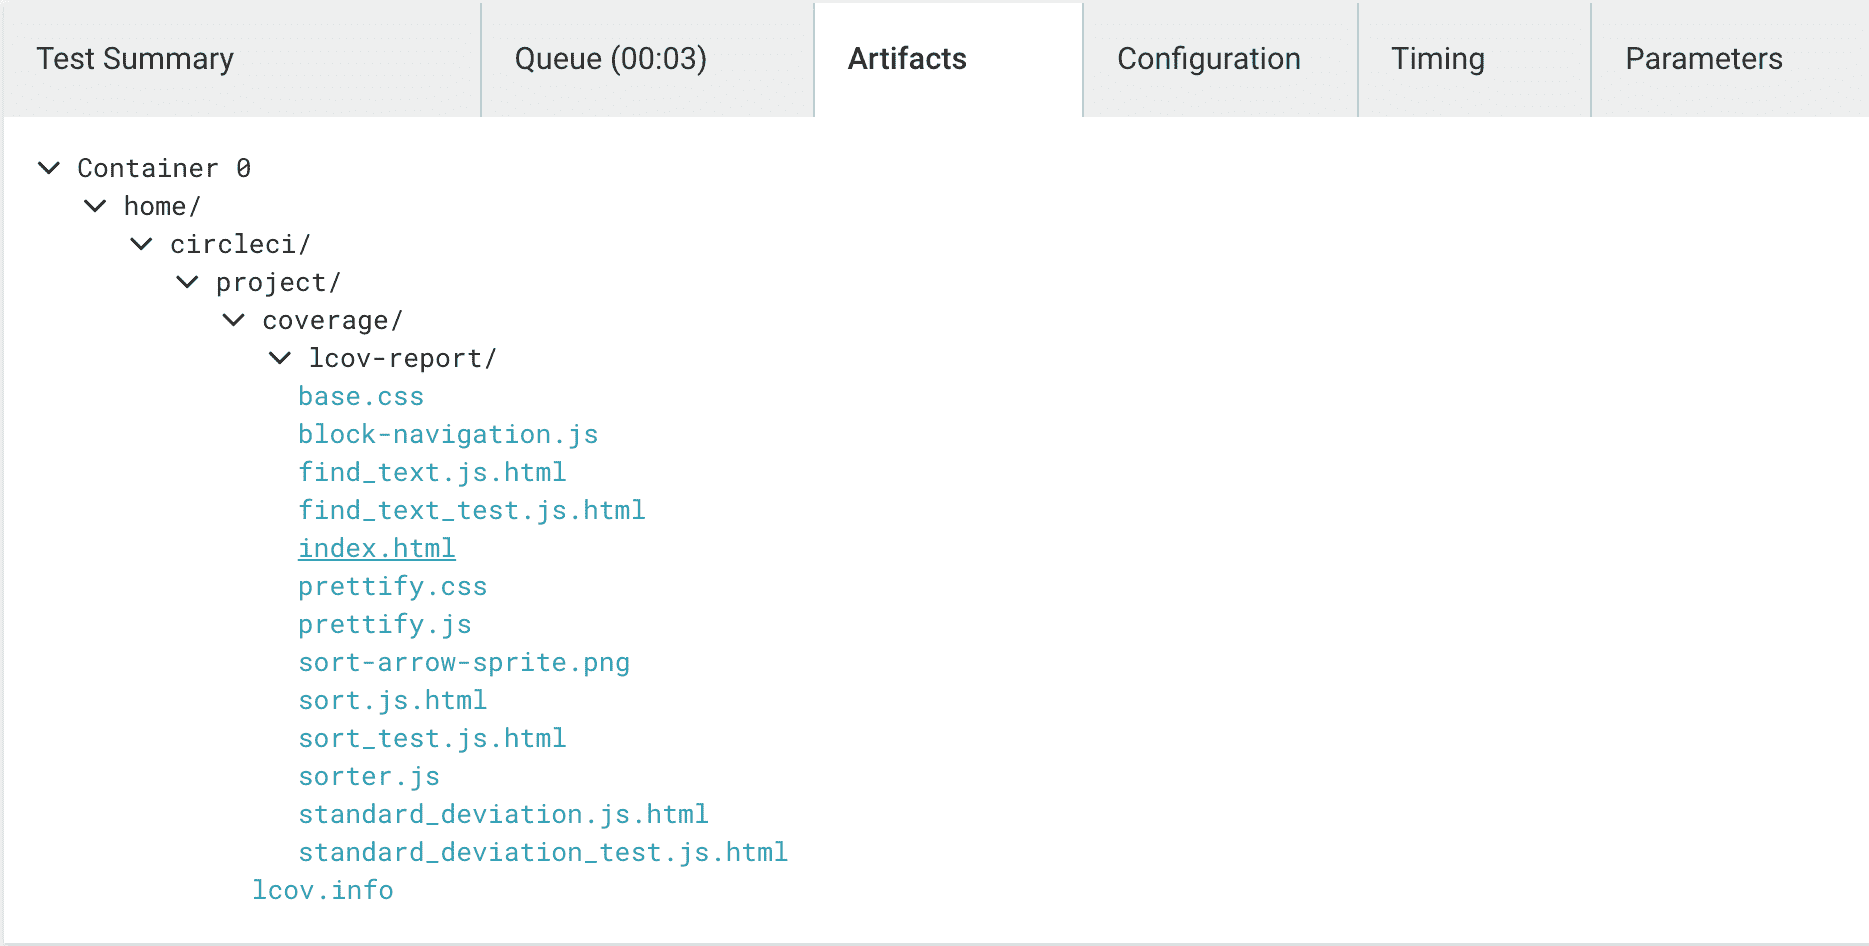 Test Summary Queue (00:03) Artifacts Configuration Timing Parameters
Container 0
home/
circleci/
project/
coverage/
lcov-report/
base.css
block-navigation.js
find_text.js.html
find_text_test.js.html
index.html
prettify.css
prettify.js
sort-arrow-sprite.png
sort.js.html
sort_test.js.html
sorter.js
standard_deviation.js.html
standard_deviation_test.js.html
lcov.info